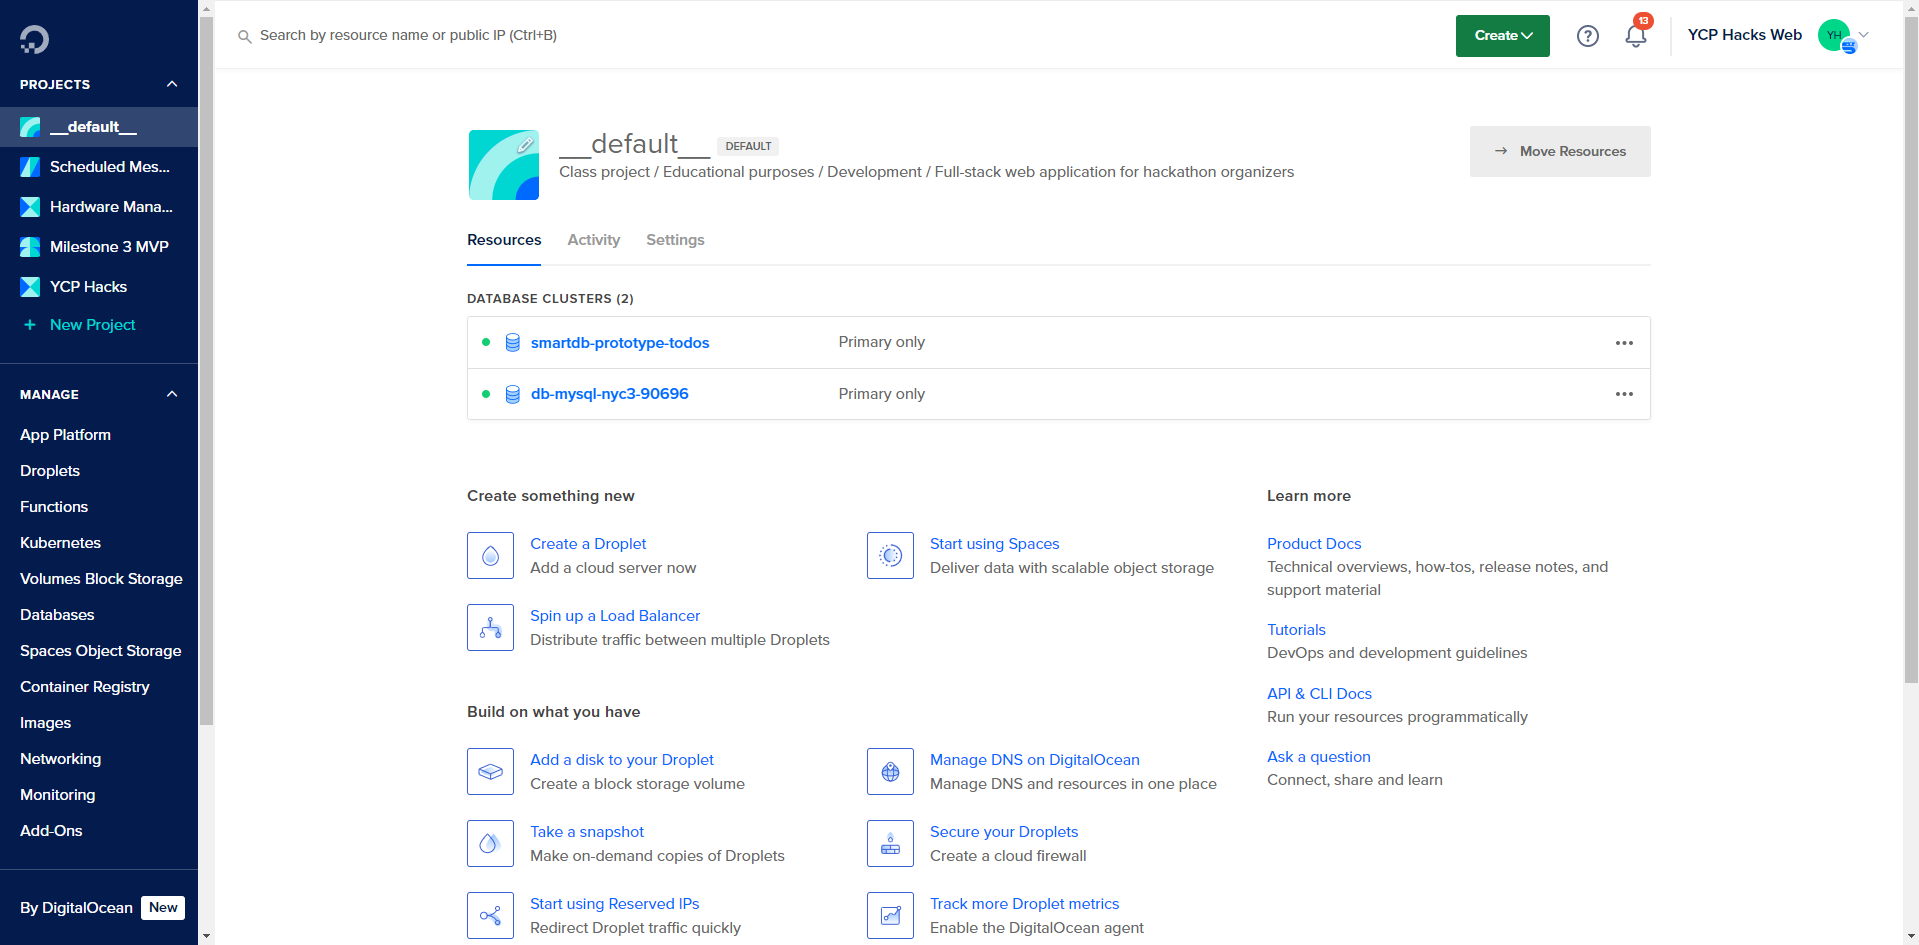 PROJECTS
__default__
Scheduled Mes...
Hardware Mana...
Milestone 3 MVP
YCP Hacks
+ New Project
MANAGE
App Platform
Droplets
Functions
Kubernetes
Volumes Block Storage
Databases
Spaces Object Storage
Container Registry
Images
Networking
Monitoring
Add-Ons
By DigitalOcean New
Search by resource name or public IP (Ctrl+B)
Create
?
13
YCP Hacks Web
YH
__default__ DEFAULT
Class project / Educational purposes / Development / Full-stack web application for hackathon organizers
→ Move Resources
Resources Activity Settings
DATABASE CLUSTERS (2)
smartdb-prototype-todos Primary only
db-mysql-nyc3-90696 Primary only
Create something new
Create a Droplet
Add a cloud server now
Start using Spaces
Deliver data with scalable object storage
Spin up a Load Balancer
Distribute traffic between multiple Droplets
Build on what you have
Add a disk to your Droplet
Create a block storage volume
Manage DNS on DigitalOcean
Manage DNS and resources in one place
Take a snapshot
Make on-demand copies of Droplets
Secure your Droplets
Create a cloud firewall
Start using Reserved IPs
Redirect Droplet traffic quickly
Track more Droplet metrics
Enable the DigitalOcean agent
Learn more
Product Docs
Technical overviews, how-tos, release notes, and
support material
Tutorials
DevOps and development guidelines
API & CLI Docs
Run your resources programmatically
Ask a question
Connect, share and learn